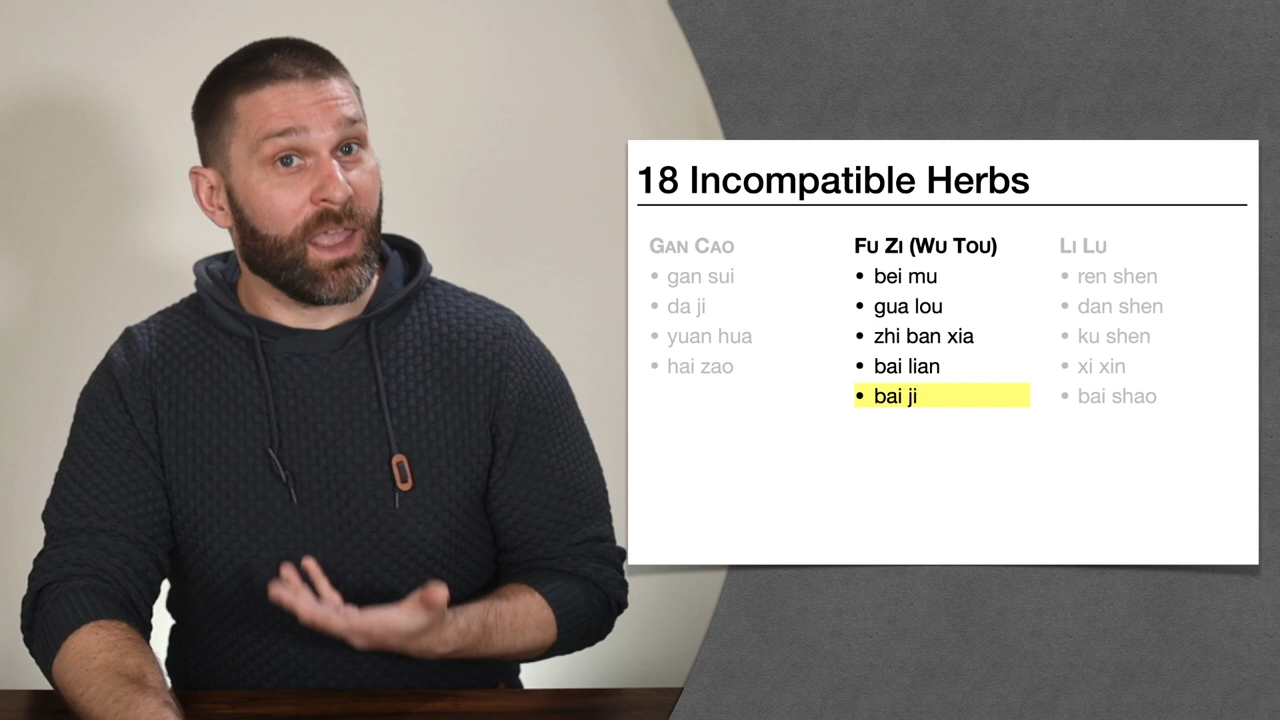 18 Incompatible Herbs
GAN CAO
• gan sui
• da ji
• yuan hua
• hai zao
FU ZI (WU TOU)
• bei mu
• gua lou
• zhi ban xia
• bai lian
• bai ji
LI LU
• ren shen
• dan shen
• ku shen
• xi xin
• bai shao